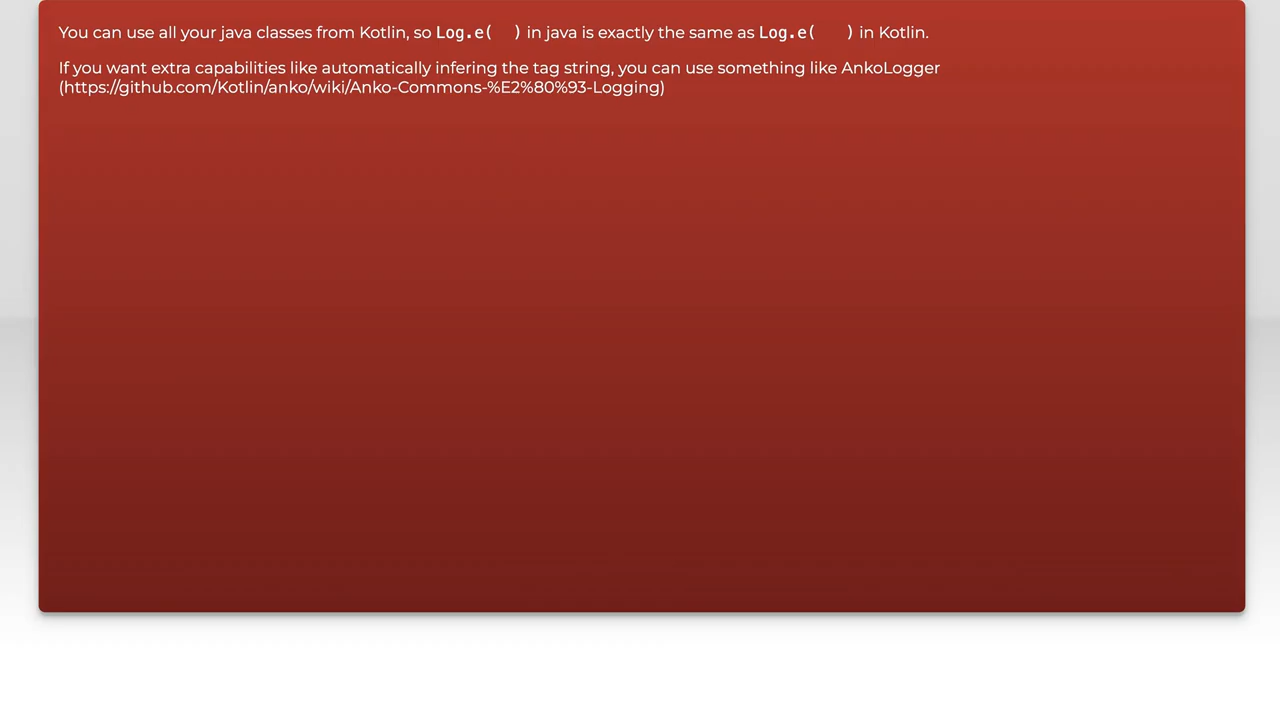 You can use all your java classes from Kotlin, so Log.e(  ) in java is exactly the same as Log.e(   ) in Kotlin.
If you want extra capabilities like automatically infering the tag string, you can use something like AnkoLogger
(https://github.com/Kotlin/anko/wiki/Anko-Commons-%E2%80%93-Logging)